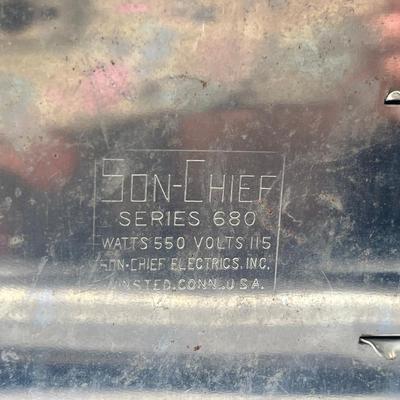 SON-CHIEF
SERIES 680
WATTS 550 VOLTS 115
SON-CHIEF ELECTRICS, INC.
WINSTED, CONN., U.S.A.